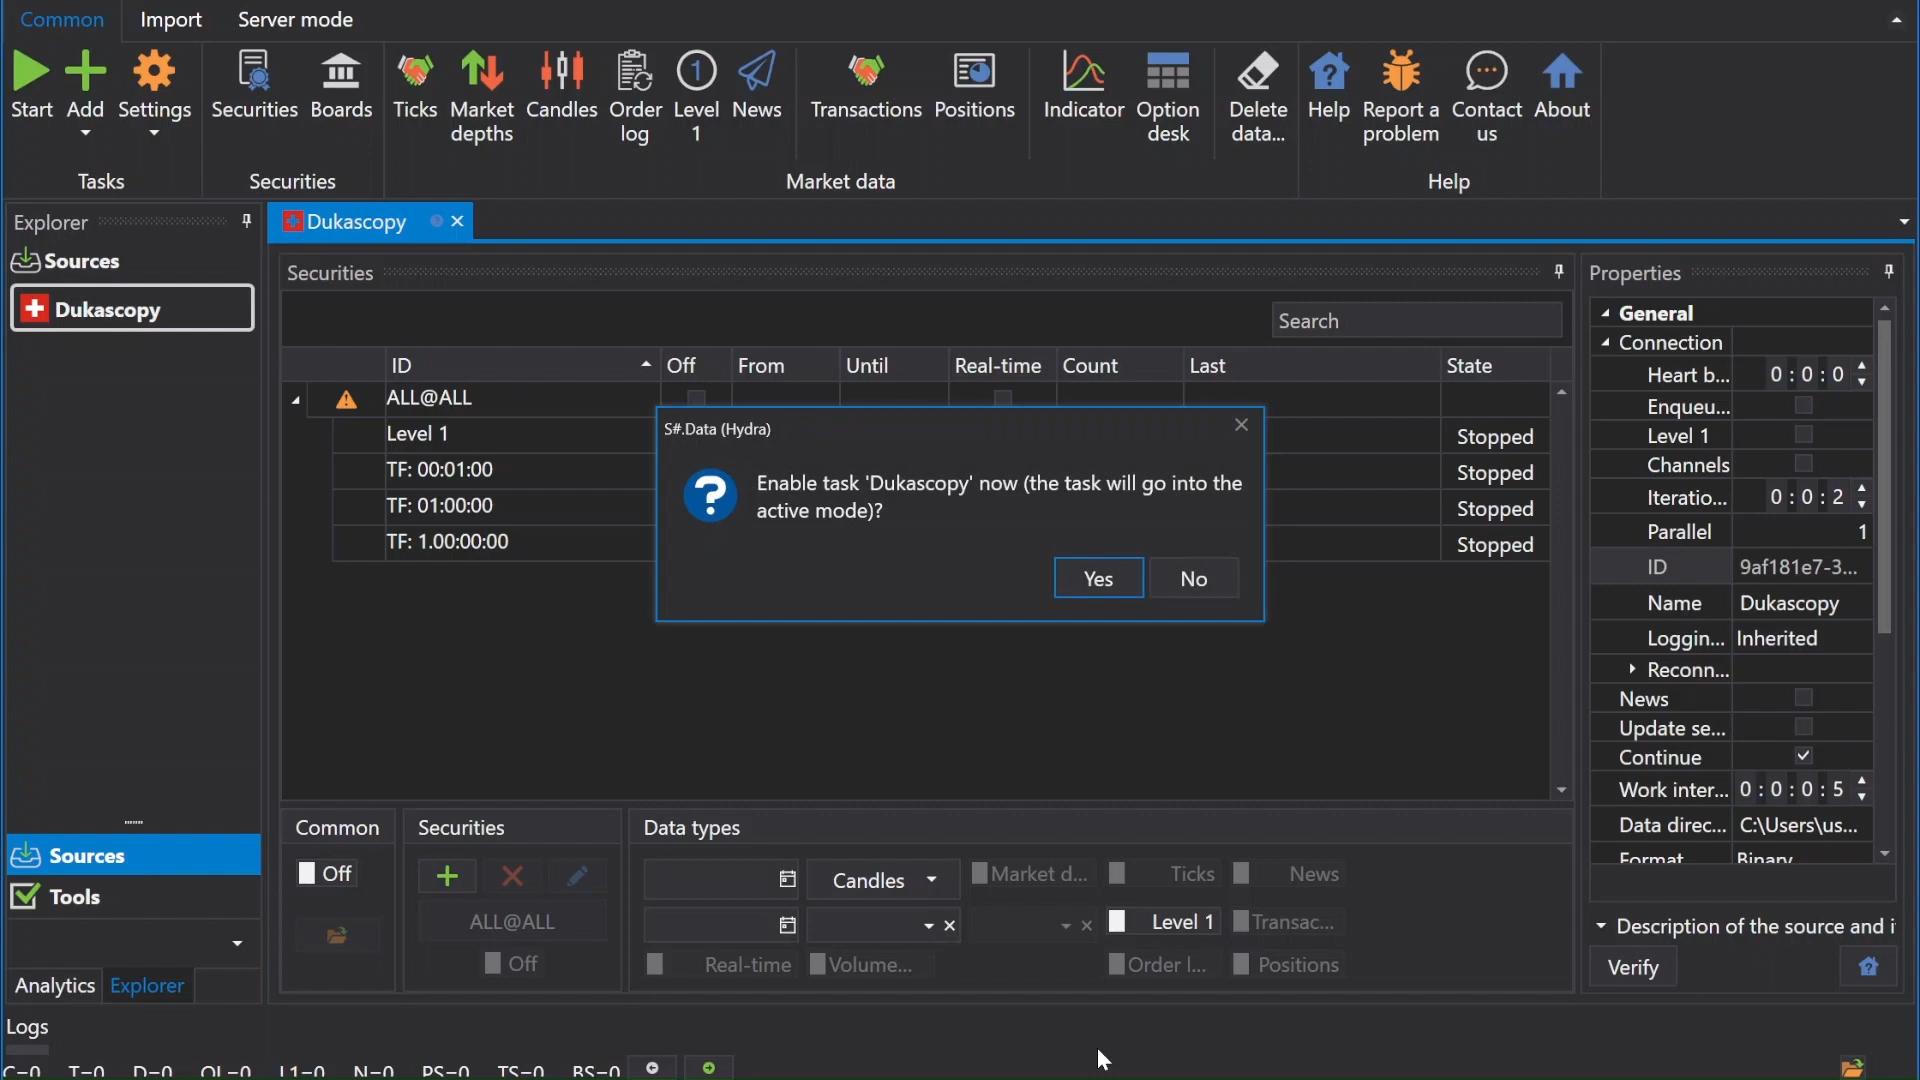 Common Import Server mode
Start Add Settings Securities Boards Ticks Market depths Candles Order log Level 1 News Transactions Positions Indicator Option desk Delete data... Help Report a problem Contact us About
Tasks Securities Market data Help
Explorer
Sources
Dukascopy
Dukascopy
Securities
Search
ID Off From Until Real-time Count Last State
ALL@ALL
Level 1 Stopped
TF: 00:01:00 Stopped
TF: 01:00:00 Stopped
TF: 1.00:00:00 Stopped
S#.Data (Hydra)
Enable task 'Dukascopy' now (the task will go into the
active mode)?
Yes No
Properties
General
Connection
Heart b... 0:0:0
Enqueu...
Level 1
Channels
Iteratio... 0:0:2
Parallel 1
ID 9af181e7-3...
Name Dukascopy
Loggin... Inherited
Reconn...
News
Update se...
Continue
Work inter... 0:0:0:5
Data direc... C:\Users\us...
Format Binary
Description of the source and i
Verify
Common Securities Data types
Off Candles Market d... Ticks News
ALL@ALL Level 1 Transac...
Off Real-time Volume... Order l... Positions
Sources
Tools
Analytics Explorer
Logs
C=0 T=0 D=0 OL=0 L1=0 N=0 PS=0 TS=0 BS=0